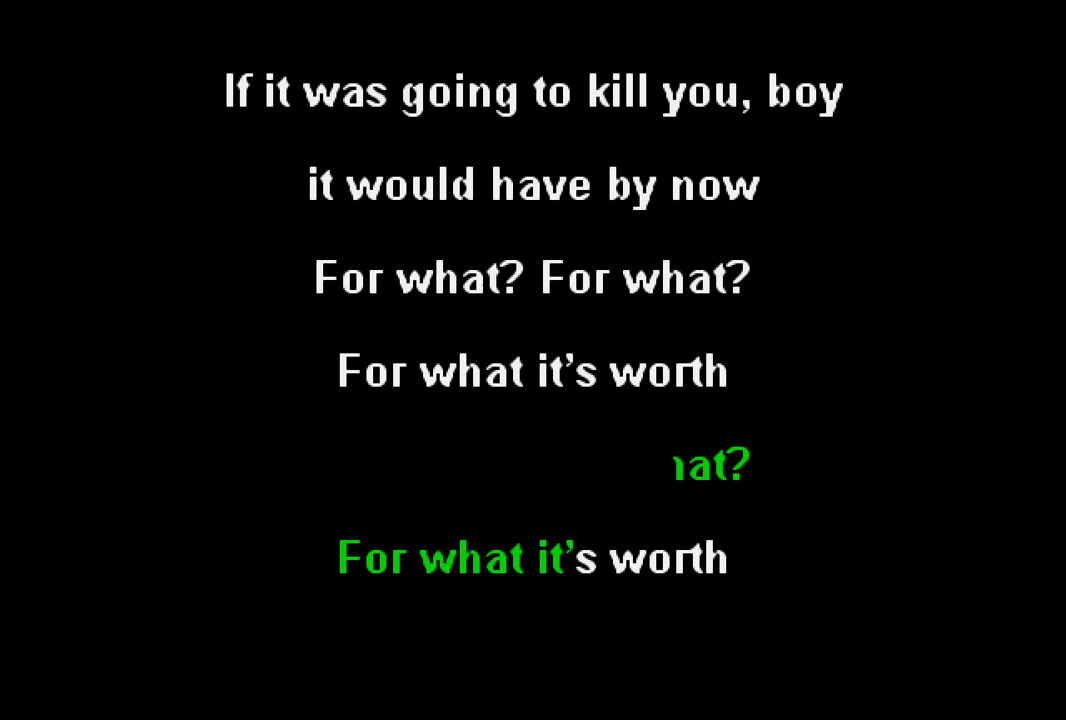 If it was going to kill you, boy
it would have by now
For what? For what?
For what it's worth
hat?
For what it's worth